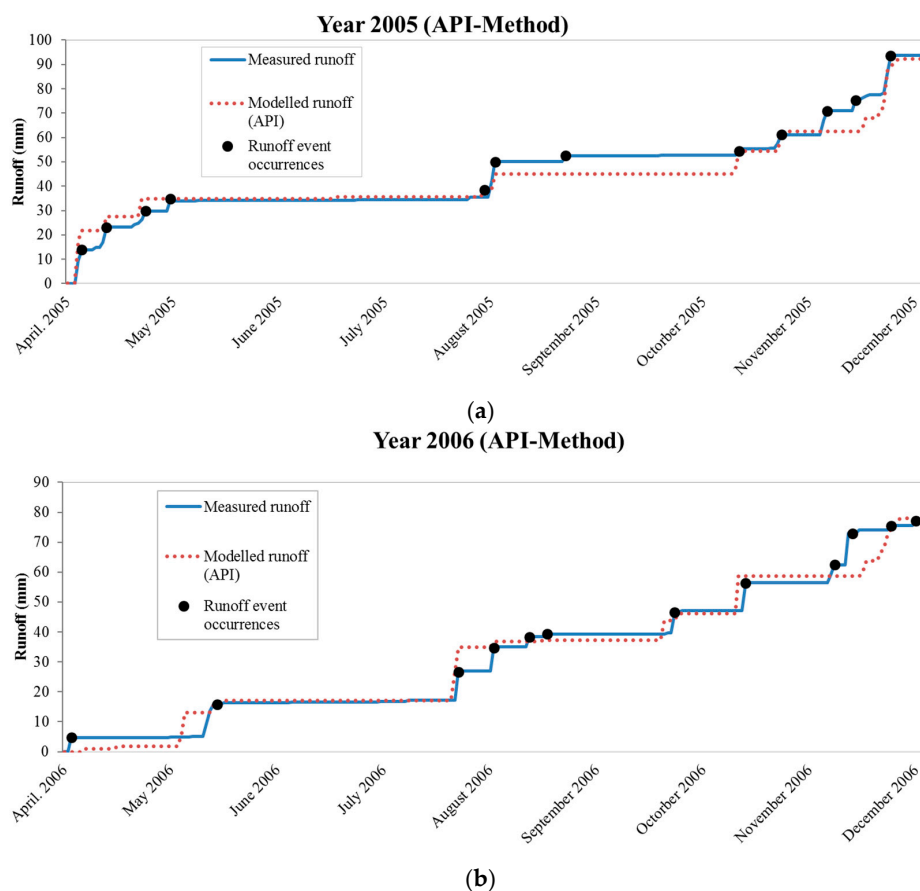 Year 2005 (API-Method)
100
90
80
70
60
50
40
30
20
10
0
Runoff (mm)
Measured runoff
Modelled runoff
(API)
Runoff event
occurrences
April. 2005
May 2005
June 2005
July 2005
August 2005
September 2005
Octorber 2005
November 2005
December 2005
(a)
Year 2006 (API-Method)
90
80
70
60
50
40
30
20
10
0
Runoff (mm)
Measured runoff
Modelled runoff
(API)
Runoff event
occurrences
April. 2006
May 2006
June 2006
July 2006
August 2006
September 2006
October 2006
November 2006
December 2006
(b)